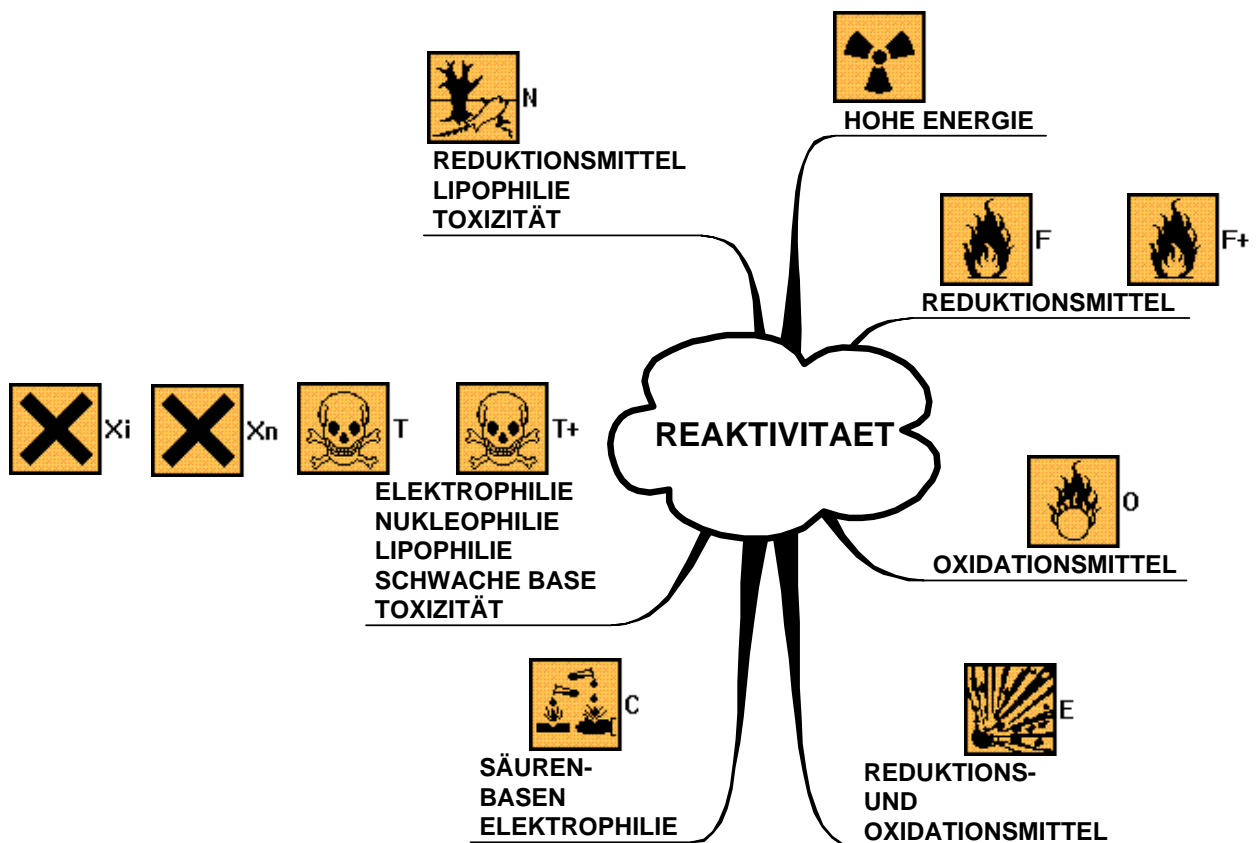 HOHE ENERGIE
N
REDUKTIONSMITTEL
LIPOPHILIE
TOXIZITÄT
F F+
REDUKTIONSMITTEL
REAKTIVITAET
Xi Xn T T+
ELEKTROPHILIE
NUKLEOPHILIE
LIPOPHILIE
SCHWACHE BASE
TOXIZITÄT
O
OXIDATIONSMITTEL
C
SÄUREN-
BASEN
ELEKTROPHILIE
E
REDUKTIONS-
UND
OXIDATIONSMITTEL